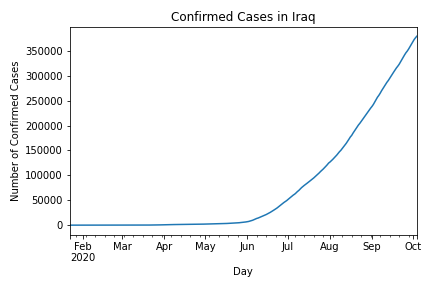 Confirmed Cases in Iraq
Number of Confirmed Cases
350000
300000
250000
200000
150000
100000
50000
0
Feb Mar Apr May Jun Jul Aug Sep Oct
2020
Day